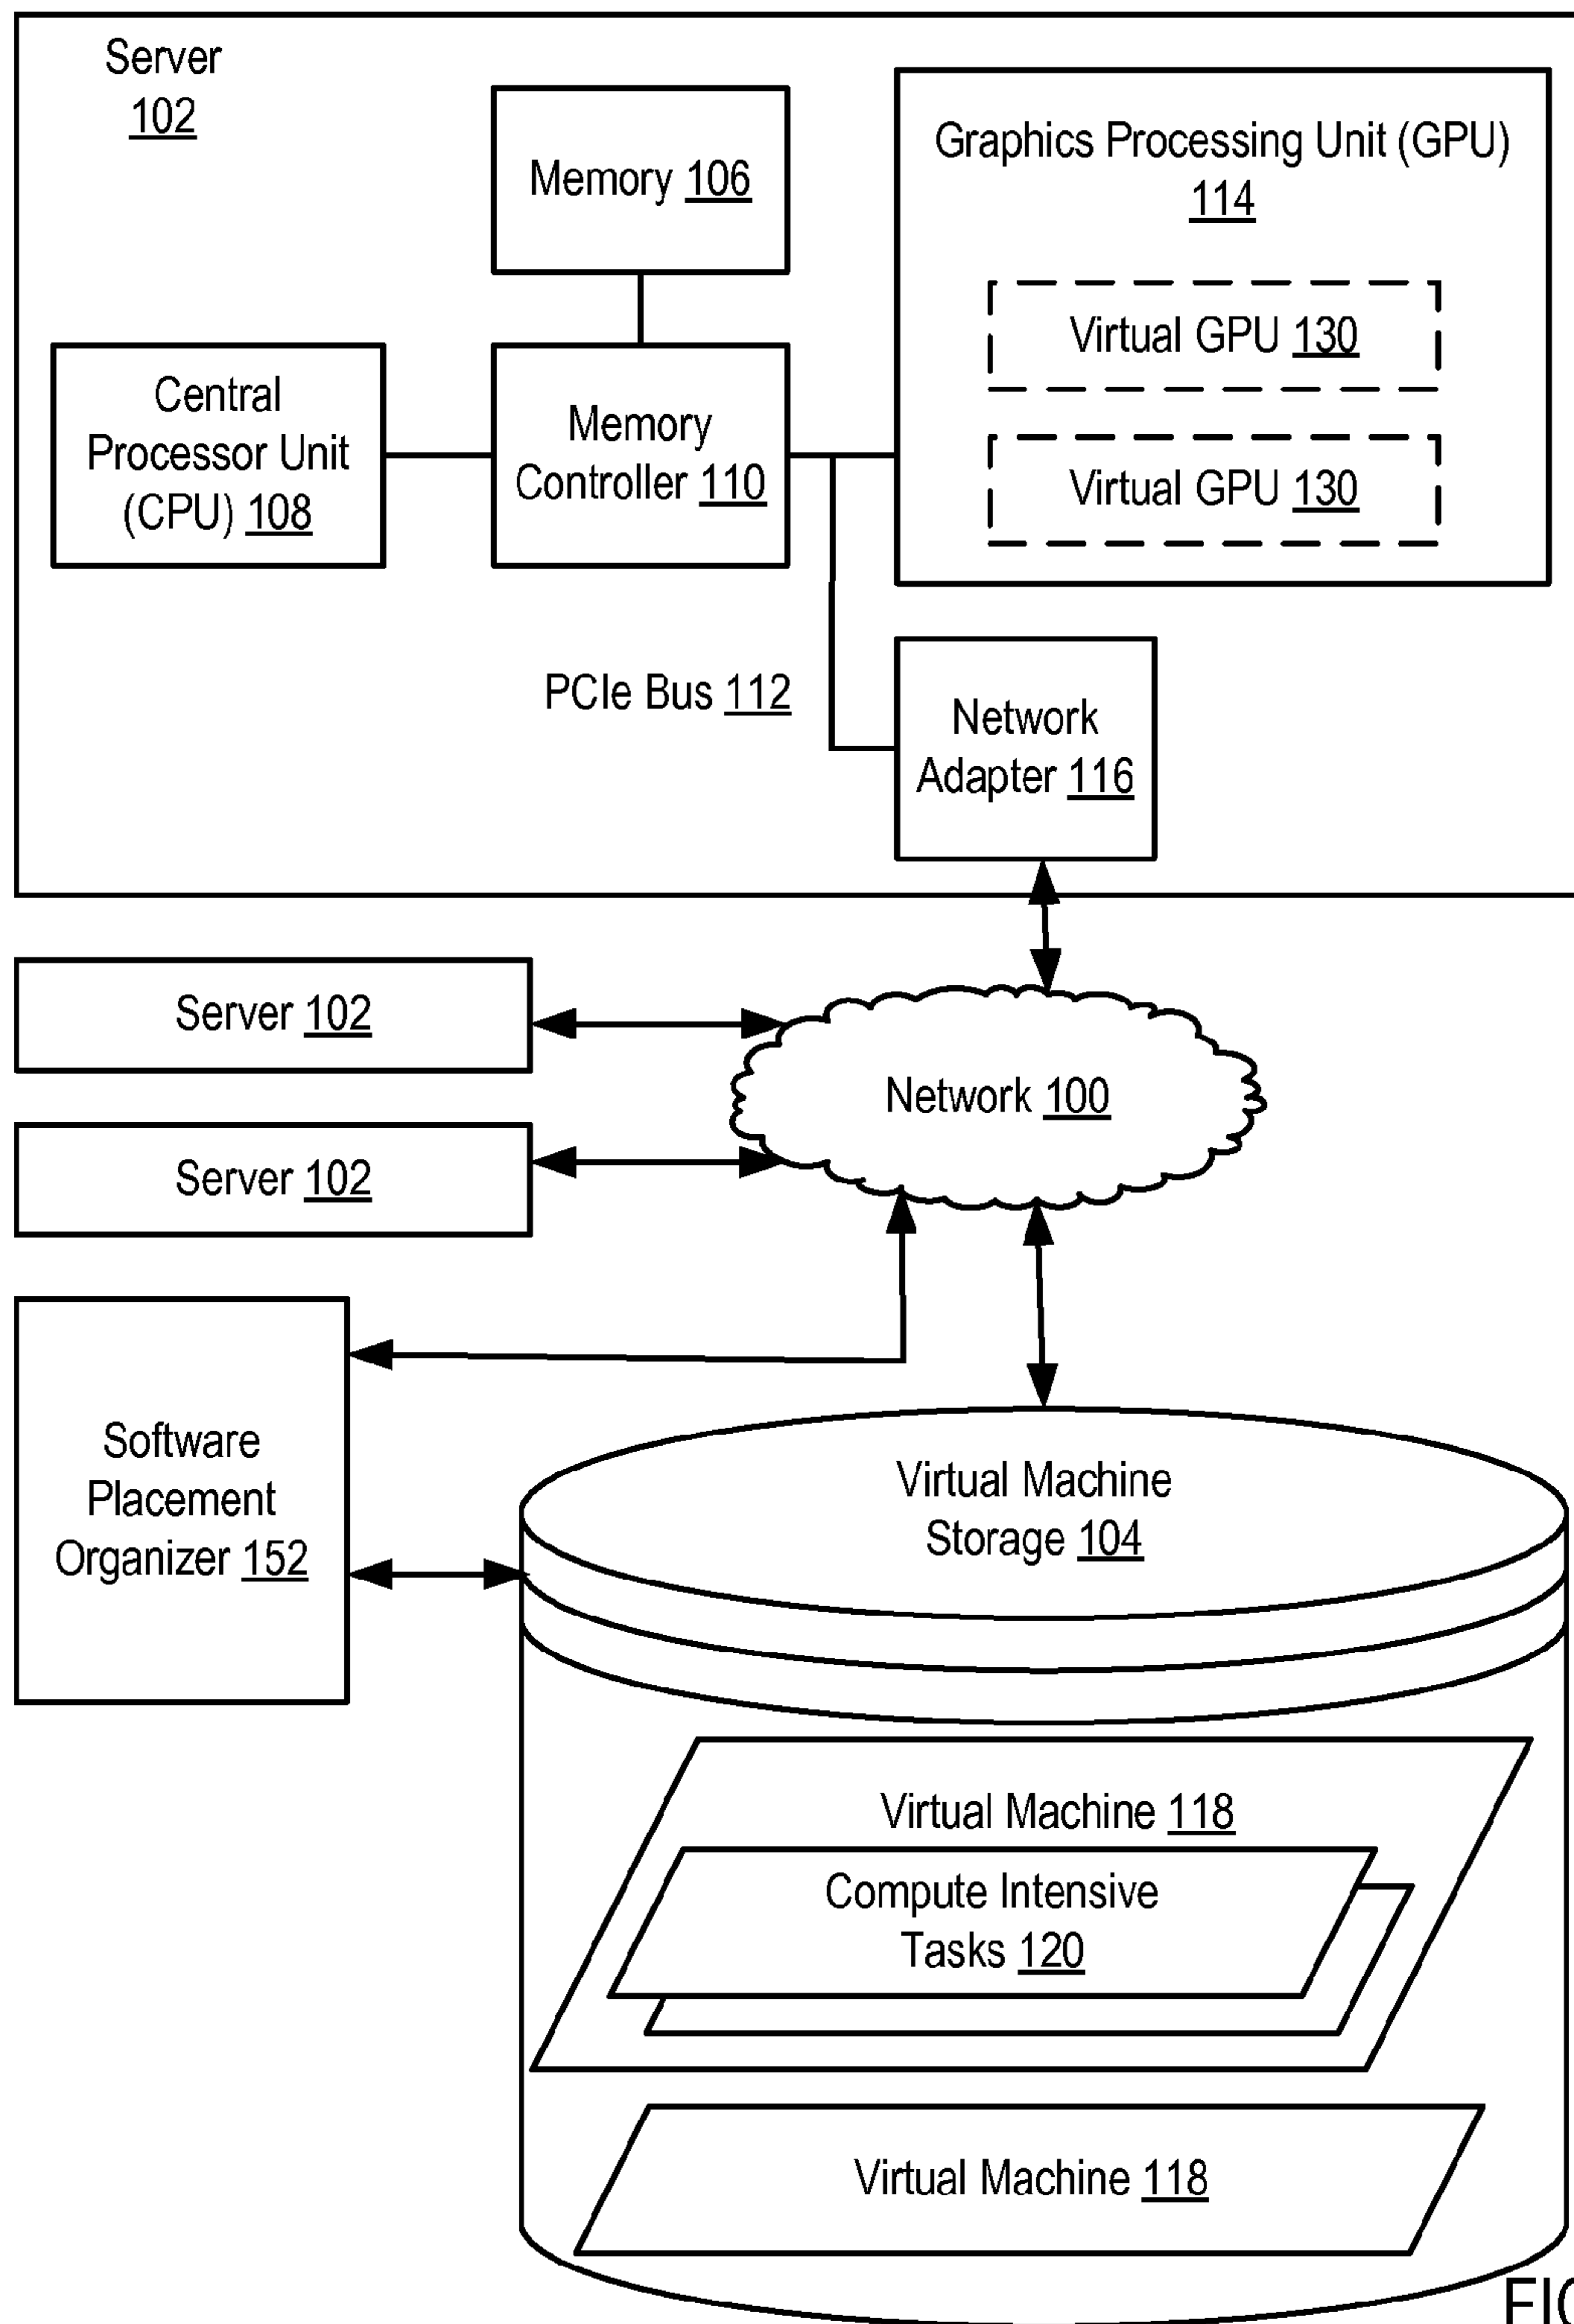 Server
102
Memory 106
Graphics Processing Unit (GPU)
114
Virtual GPU 130
Virtual GPU 130
Central
Processor Unit
(CPU) 108
Memory
Controller 110
PCIe Bus 112
Network
Adapter 116
Server 102
Network 100
Server 102
Software
Placement
Organizer 152
Virtual Machine
Storage 104
Virtual Machine 118
Compute Intensive
Tasks 120
Virtual Machine 118